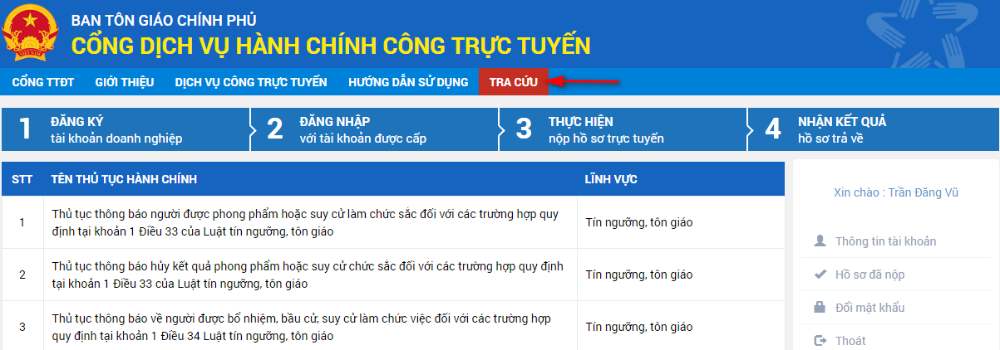 BAN TÔN GIÁO CHÍNH PHỦ
CỔNG DỊCH VỤ HÀNH CHÍNH CÔNG TRỰC TUYẾN
CỔNG TTĐT GIỚI THIỆU DỊCH VỤ CÔNG TRỰC TUYẾN HƯỚNG DẪN SỬ DỤNG TRA CỨU
1 ĐĂNG KÝ
tài khoản doanh nghiệp
2 ĐĂNG NHẬP
với tài khoản được cấp
3 THỰC HIỆN
nộp hồ sơ trực tuyến
4 NHẬN KẾT QUẢ
hồ sơ trả về
STT TÊN THỦ TỤC HÀNH CHÍNH LĨNH VỰC
1 Thủ tục thông báo người được phong phẩm hoặc suy cử làm chức sắc đối với các trường hợp quy
định tại khoản 1 Điều 33 của Luật tín ngưỡng, tôn giáo
Tín ngưỡng, tôn giáo
2 Thủ tục thông báo hủy kết quả phong phẩm hoặc suy cử chức sắc đối với các trường hợp quy định
tại khoản 1 Điều 33 của Luật tín ngưỡng, tôn giáo
Tín ngưỡng, tôn giáo
3 Thủ tục thông báo về người được bổ nhiệm, bầu cử, suy cử làm chức việc đối với các trường hợp
quy định tại khoản 1 Điều 34 Luật tín ngưỡng, tôn giáo
Tín ngưỡng, tôn giáo
Xin chào : Trần Đăng Vũ
Thông tin tài khoản
Hồ sơ đã nộp
Đổi mật khẩu
Thoát